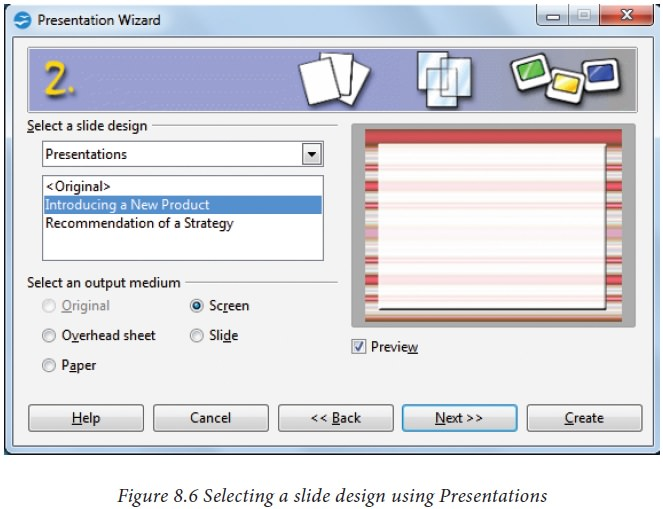 Presentation Wizard
2.
Select a slide design
Presentations
<Original>
Introducing a New Product
Recommendation of a Strategy
Select an output medium
Original
Screen
Overhead sheet
Slide
Paper
Preview
Help
Cancel
<< Back
Next >>
Create
Figure 8.6 Selecting a slide design using Presentations